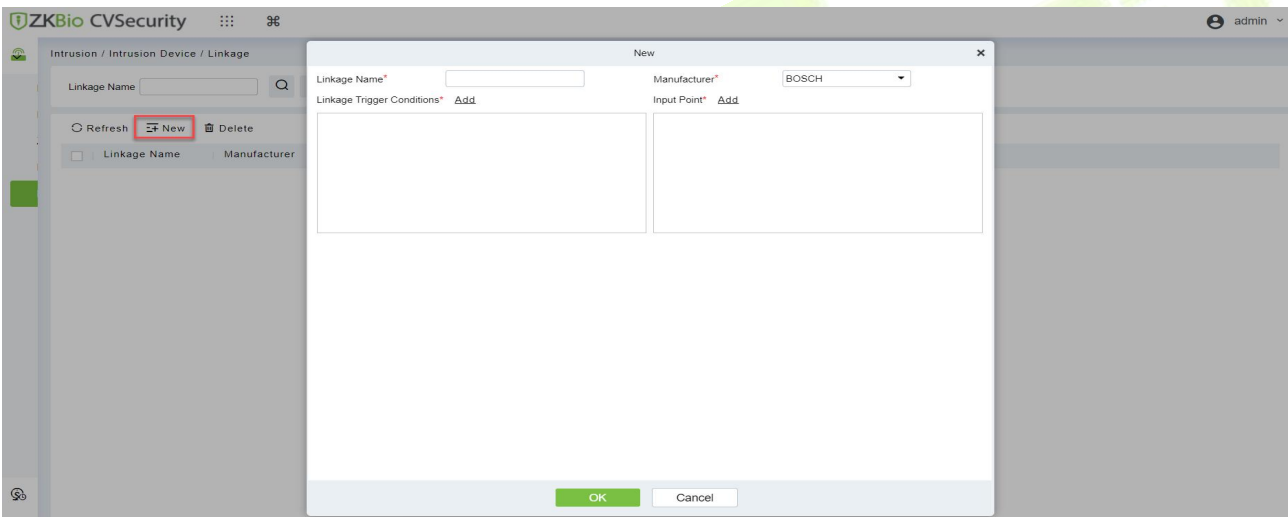 ZKBio CVSecurity
admin
Intrusion / Intrusion Device / Linkage
Linkage Name
Refresh New Delete
Linkage Name Manufacturer
New
Linkage Name* Manufacturer* BOSCH
Linkage Trigger Conditions* Add Input Point* Add
OK Cancel